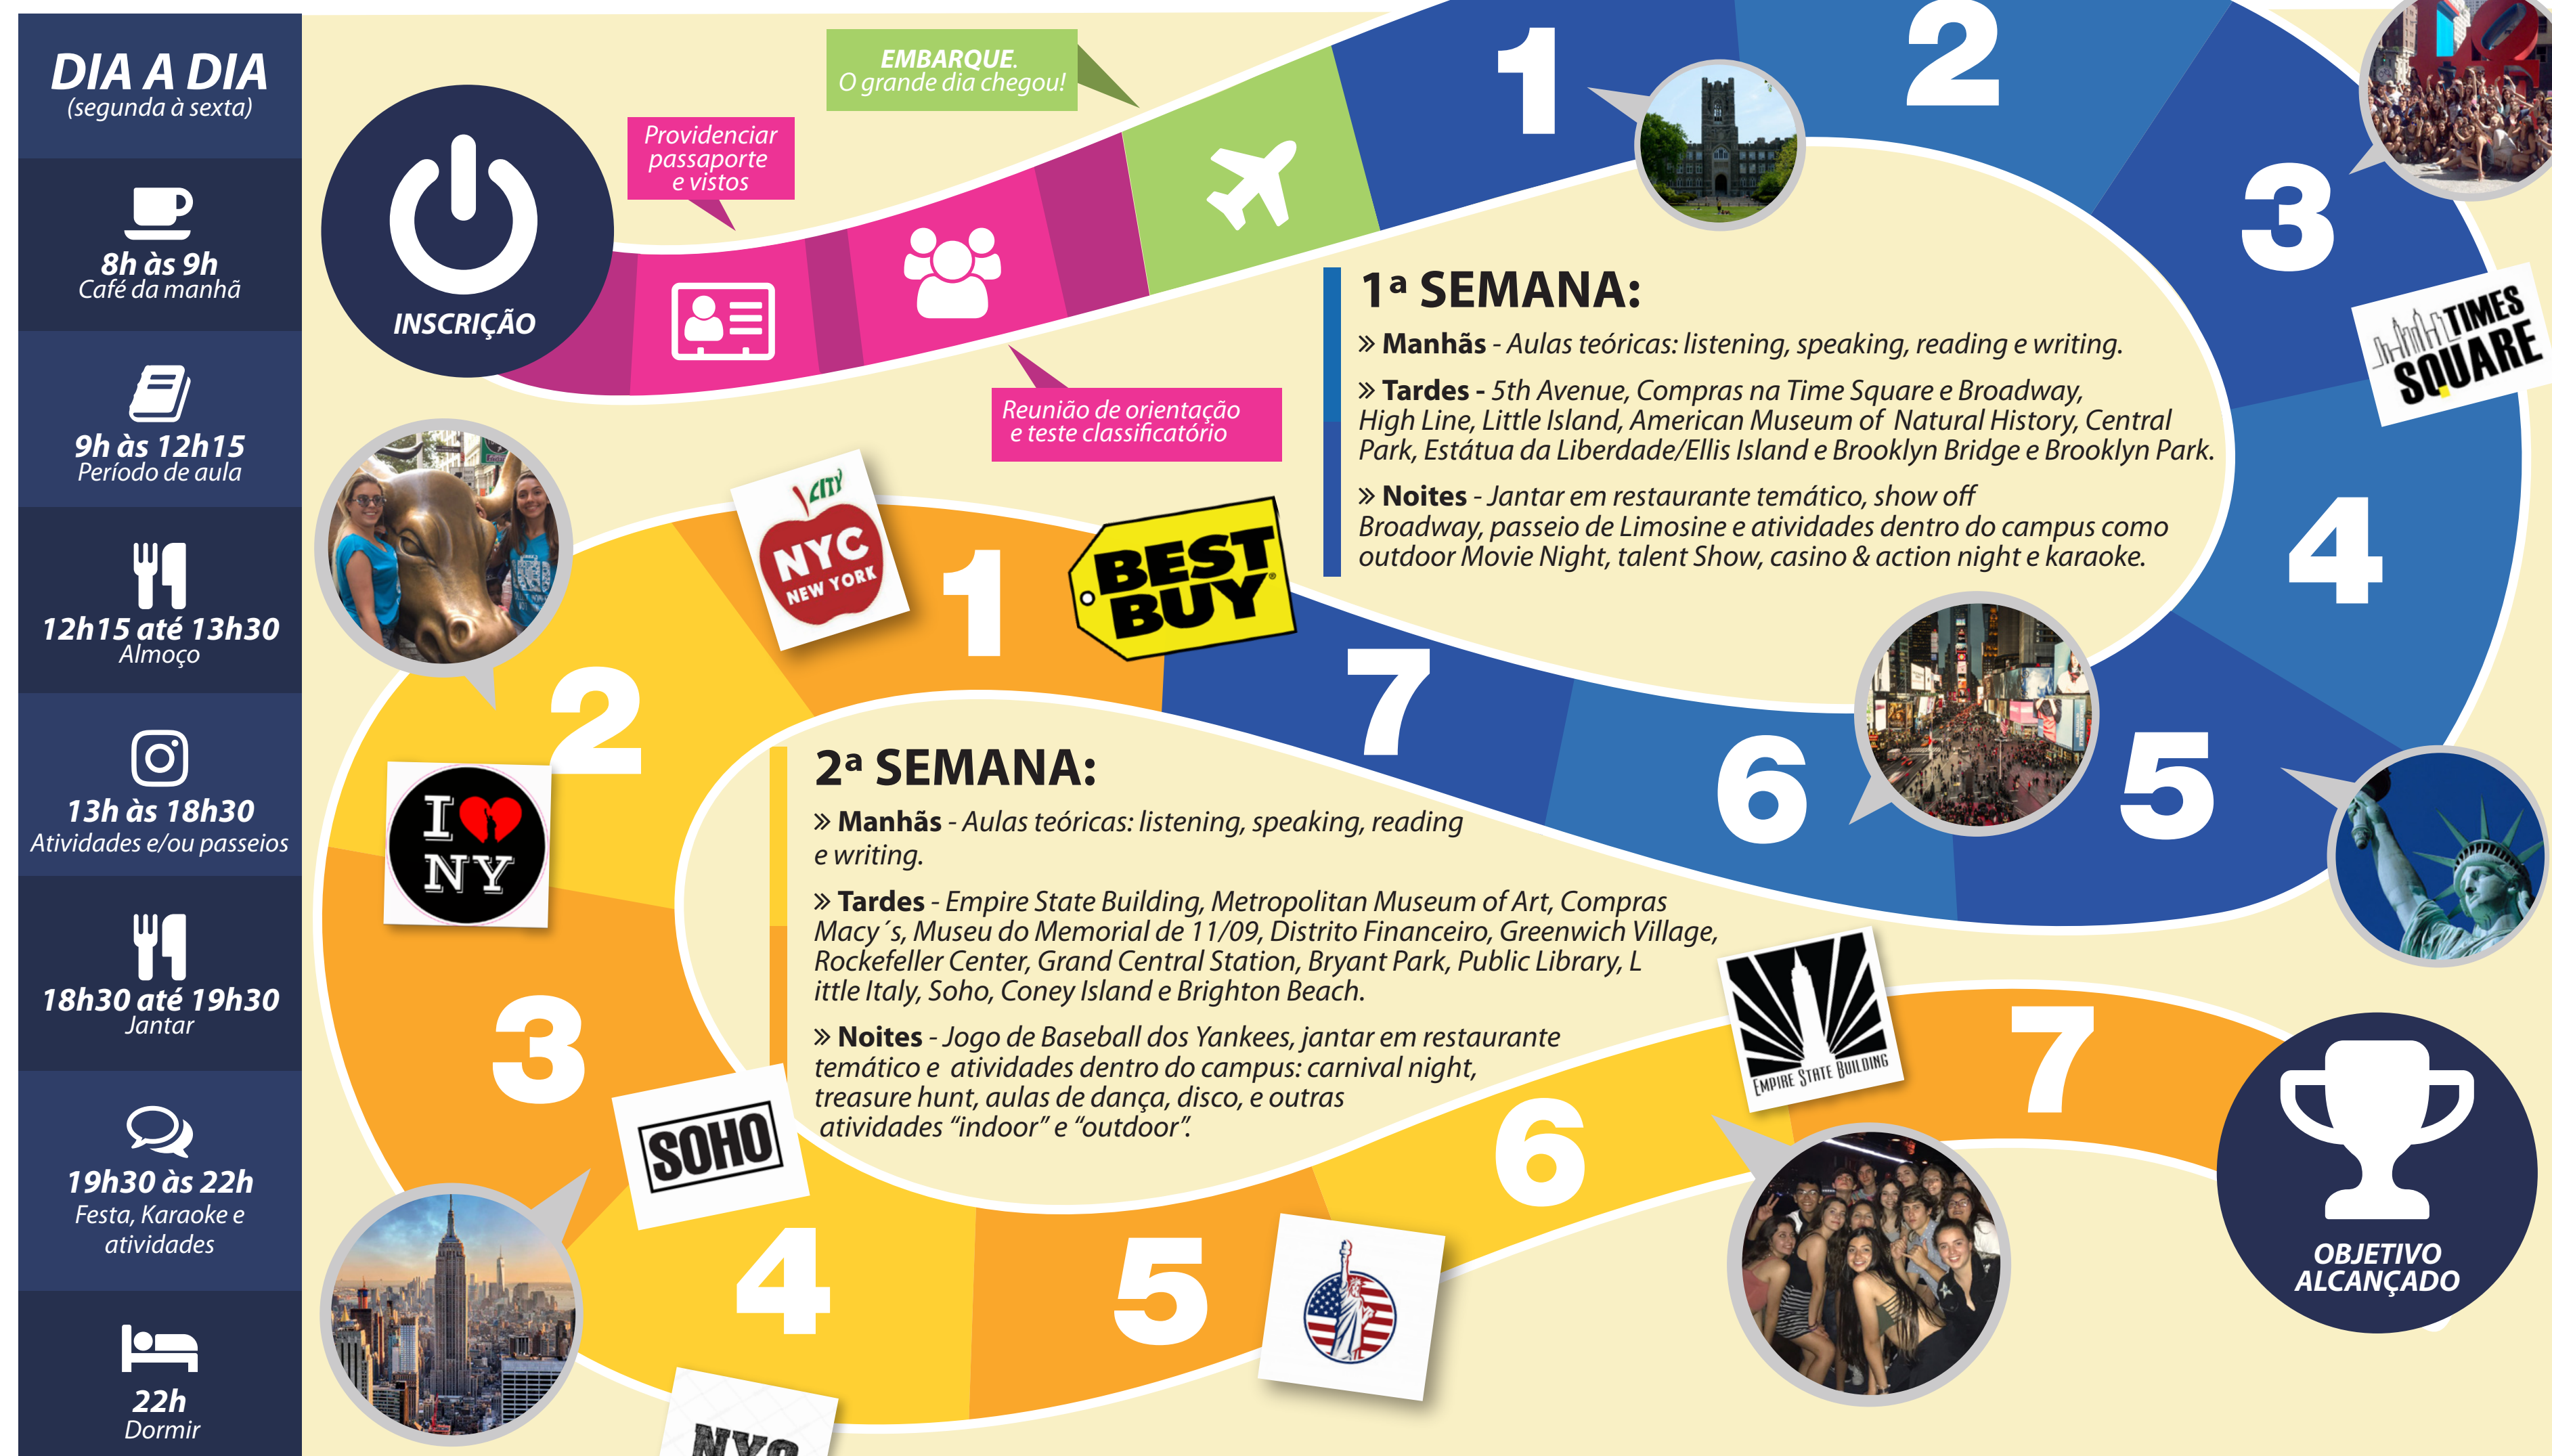 DIA A DIA
(segunda à sexta)
8h às 9h
Café da manhã
9h às 12h15
Período de aula
12h15 até 13h30
Almoço
13h às 18h30
Atividades e/ou passeios
18h30 até 19h30
Jantar
19h30 às 22h
Festa, Karaoke e
atividades
22h
Dormir
INSCRIÇÃO
Providenciar
passaporte
e vistos
Reunião de orientação
e teste classificatório
EMBARQUE.
O grande dia chegou!
1
2
3
TIMES
SQUARE
4
5
6
7
1ª SEMANA:
» Manhãs - Aulas teóricas: listening, speaking, reading e writing.
» Tardes - 5th Avenue, Compras na Time Square e Broadway,
High Line, Little Island, American Museum of Natural History, Central
Park, Estátua da Liberdade/Ellis Island e Brooklyn Bridge e Brooklyn Park.
» Noites - Jantar em restaurante temático, show off
Broadway, passeio de Limosine e atividades dentro do campus como
outdoor Movie Night, talent Show, casino & action night e karaoke.
BEST
BUY®
1
CITY
NYC
NEW YORK
2
I
NY
3
SOHO
4
NYC
5
6
EMPIRE STATE BUILDING
7
2ª SEMANA:
» Manhãs - Aulas teóricas: listening, speaking, reading
e writing.
» Tardes - Empire State Building, Metropolitan Museum of Art, Compras
Macy´s, Museu do Memorial de 11/09, Distrito Financeiro, Greenwich Village,
Rockefeller Center, Grand Central Station, Bryant Park, Public Library, L
ittle Italy, Soho, Coney Island e Brighton Beach.
» Noites - Jogo de Baseball dos Yankees, jantar em restaurante
temático e atividades dentro do campus: carnival night,
treasure hunt, aulas de dança, disco, e outras
atividades “indoor” e “outdoor”.
OBJETIVO
ALCANÇADO